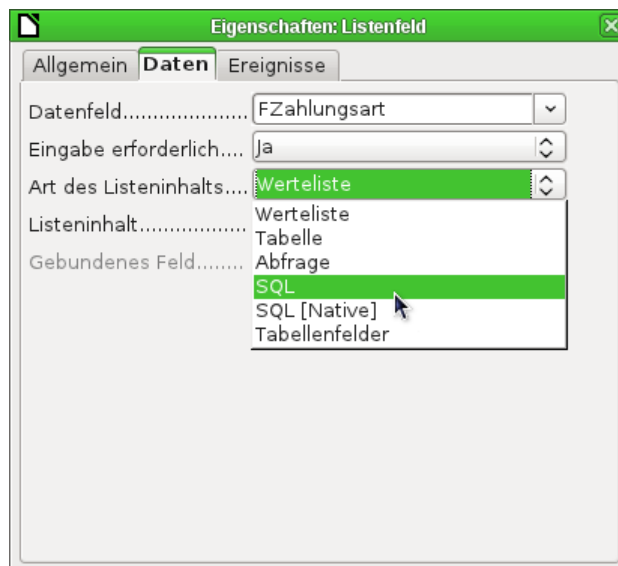 Eigenschaften: Listenfeld
Allgemein Daten Ereignisse
Datenfeld..................... FZahlungsart
Eingabe erforderlich.... Ja
Art des Listeninhalts.... Werteliste
Listeninhalt..................
Gebundenes Feld........
Werteliste
Tabelle
Abfrage
SQL
SQL [Native]
Tabellenfelder